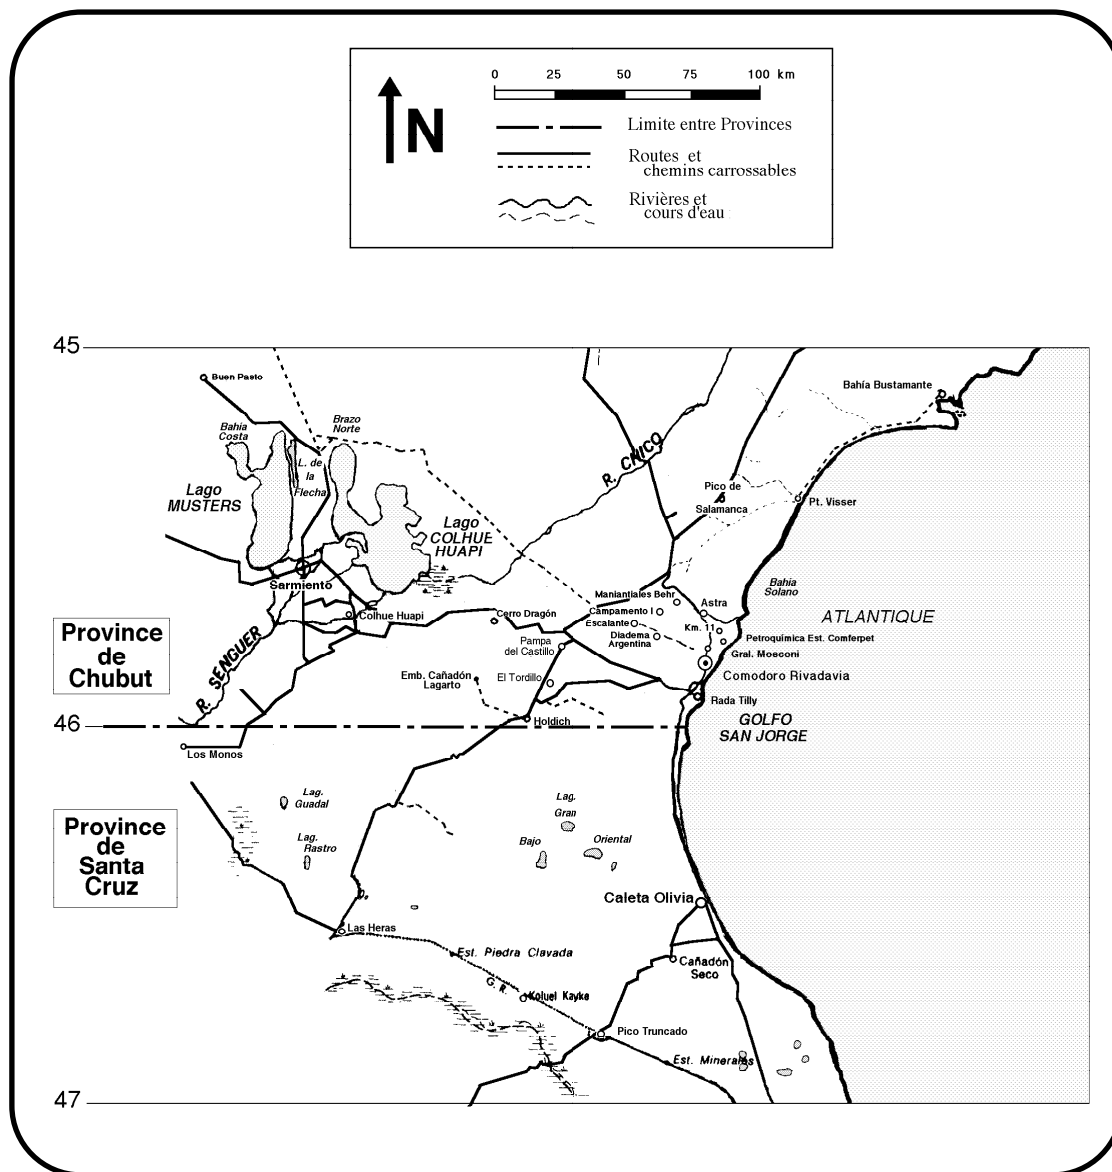 0 25 50 75 100 km
N
Limite entre Provinces
Routes et
chemins carrossables
Rivières et
cours d'eau
45
Buen Pasto
Bahía Bustamante
Bahía
Costa
Brazo
Norte
L. de
la
Flecha
R. CHICO
Lago
MUSTERS
Pico de
Salamanca
Pt. Visser
Lago
COLHUE
HUAPI
Sarmiento
Bahía
Solano
Maniantiales Behr
Astra
Campamento I
Colhue Huapi
Cerro Dragón
Escalante
Km. 11
ATLANTIQUE
Diadema
Argentina
Petroquímica Est. Comferpet
Province
de
Chubut
R. SENGUER
Pampa
del Castillo
Gral. Mosconi
Emb. Cañadón
Lagarto
El Tordillo
Comodoro Rivadavia
Rada Tilly
Holdich
46
GOLFO
SAN JORGE
Los Monos
Lag.
Guadal
Lag.
Gran
Province
de
Santa
Cruz
Lag.
Rastro
Bajo
Oriental
Caleta Olivia
Las Heras
Est. Piedra Clavada
Cañadón
Seco
G. R.
Koluel Kayke
Pico Truncado
Est. Minerales
47